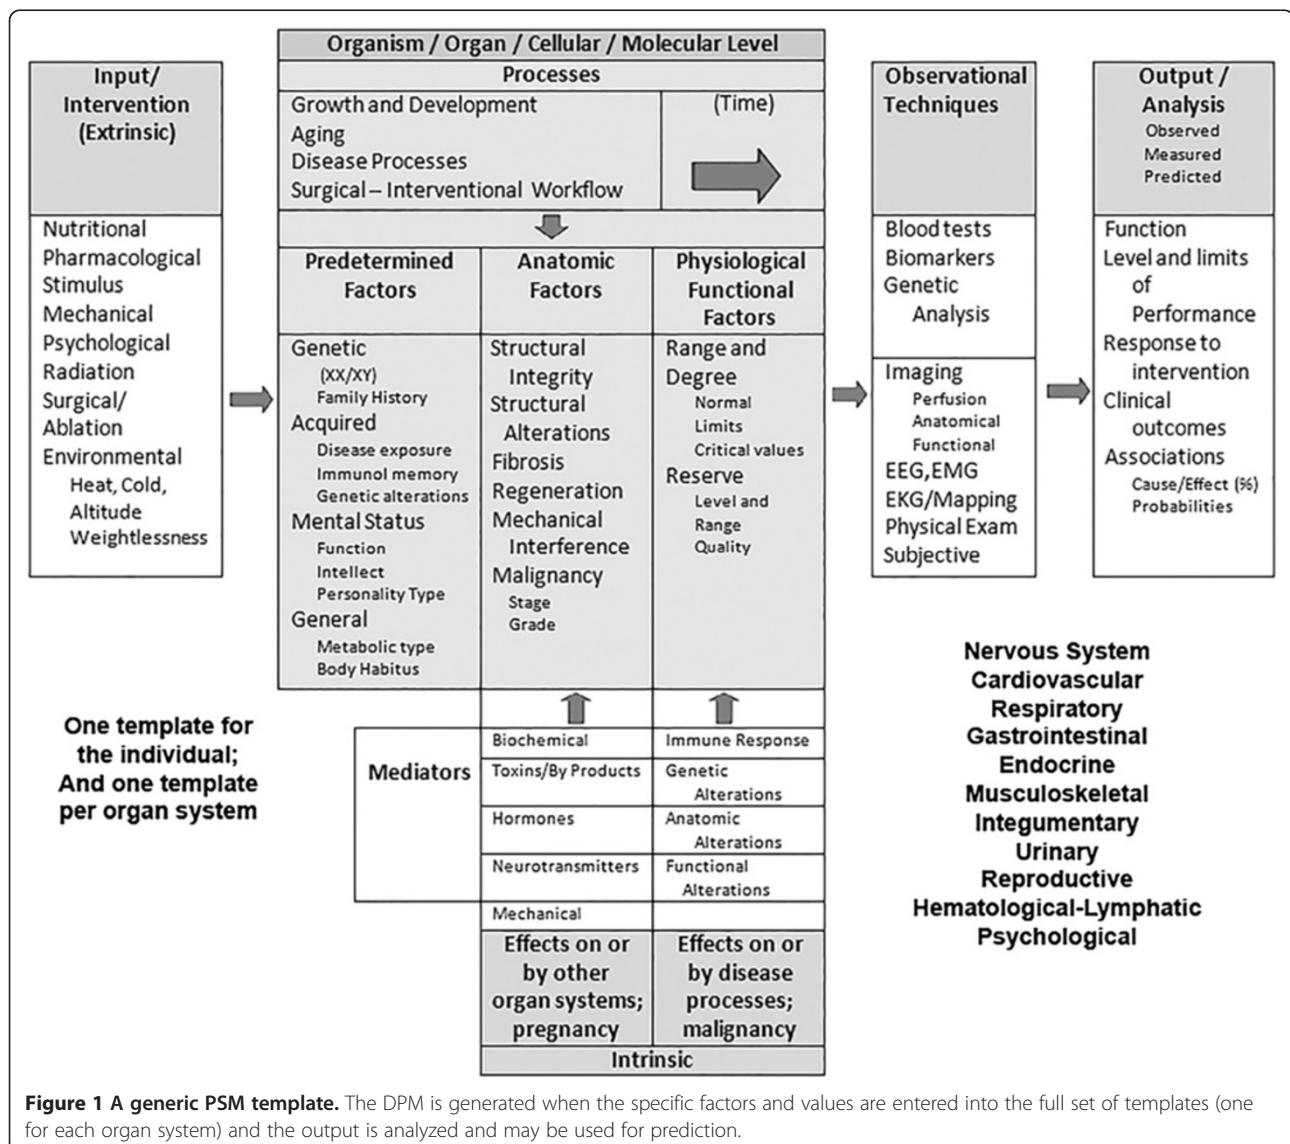 Organism / Organ / Cellular / Molecular Level
Processes
Growth and Development
Aging
Disease Processes
Surgical – Interventional Workflow
(Time)
Input/
Intervention
(Extrinsic)
Nutritional
Pharmacological
Stimulus
Mechanical
Psychological
Radiation
Surgical/
Ablation
Environmental
Heat, Cold,
Altitude
Weightlessness
Predetermined
Factors
Genetic
(XX/XY)
Family History
Acquired
Disease exposure
Immunol memory
Genetic alterations
Mental Status
Function
Intellect
Personality Type
General
Metabolic type
Body Habitus
Anatomic
Factors
Structural
Integrity
Structural
Alterations
Fibrosis
Regeneration
Mechanical
Interference
Malignancy
Stage
Grade
Physiological
Functional
Factors
Range and
Degree
Normal
Limits
Critical values
Reserve
Level and
Range
Quality
Observational
Techniques
Blood tests
Biomarkers
Genetic
Analysis
Imaging
Perfusion
Anatomical
Functional
EEG,EMG
EKG/Mapping
Physical Exam
Subjective
Output /
Analysis
Observed
Measured
Predicted
Function
Level and limits
of
Performance
Response to
intervention
Clinical
outcomes
Associations
Cause/Effect (%)
Probabilities
One template for
the individual;
And one template
per organ system
Mediators
Biochemical
Toxins/By Products
Hormones
Neurotransmitters
Mechanical
Immune Response
Genetic
Alterations
Anatomic
Alterations
Functional
Alterations
Effects on or
by other
organ systems;
pregnancy
Effects on or
by disease
processes;
malignancy
Intrinsic
Nervous System
Cardiovascular
Respiratory
Gastrointestinal
Endocrine
Musculoskeletal
Integumentary
Urinary
Reproductive
Hematological-Lymphatic
Psychological
Figure 1 A generic PSM template. The DPM is generated when the specific factors and values are entered into the full set of templates (one
for each organ system) and the output is analyzed and may be used for prediction.